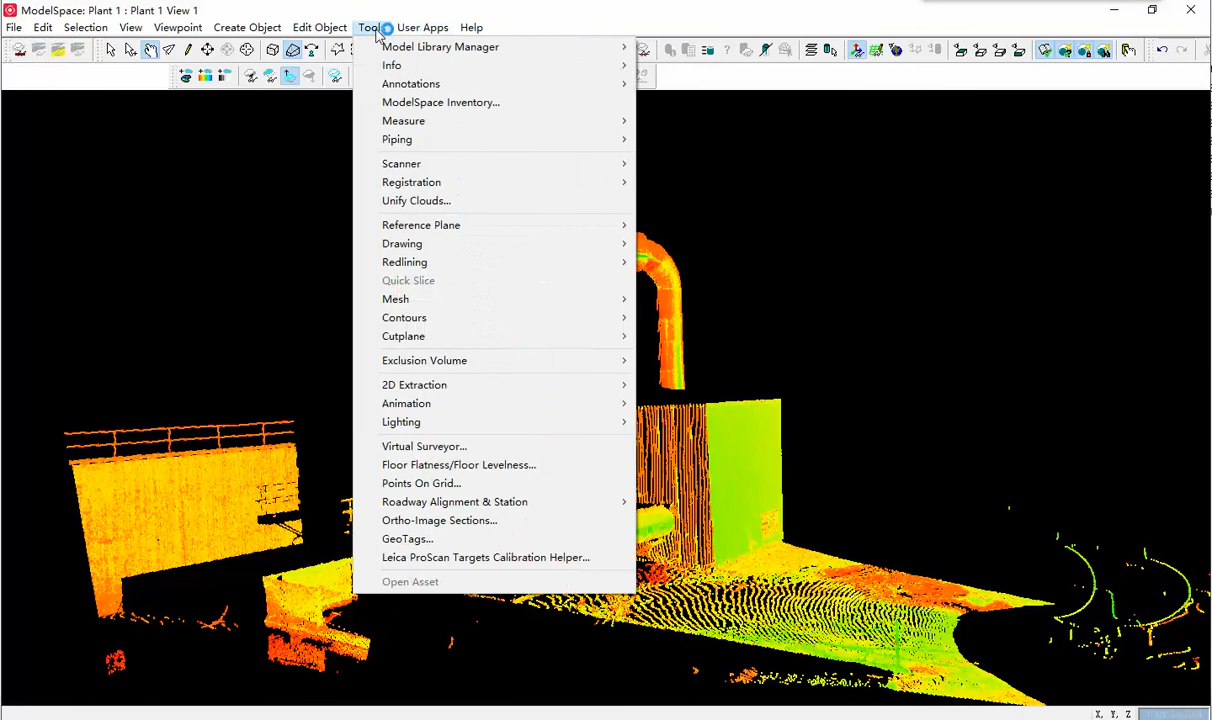 ModelSpace: Plant 1 : Plant 1 View 1
File Edit Selection View Viewpoint Create Object Edit Object Tool User Apps Help
Model Library Manager
Info
Annotations
ModelSpace Inventory...
Measure
Piping
Scanner
Registration
Unify Clouds...
Reference Plane
Drawing
Redlining
Quick Slice
Mesh
Contours
Cutplane
Exclusion Volume
2D Extraction
Animation
Lighting
Virtual Surveyor...
Floor Flatness/Floor Levelness...
Points On Grid...
Roadway Alignment & Station
Ortho-Image Sections...
GeoTags...
Leica ProScan Targets Calibration Helper...
Open Asset
X, Y, Z